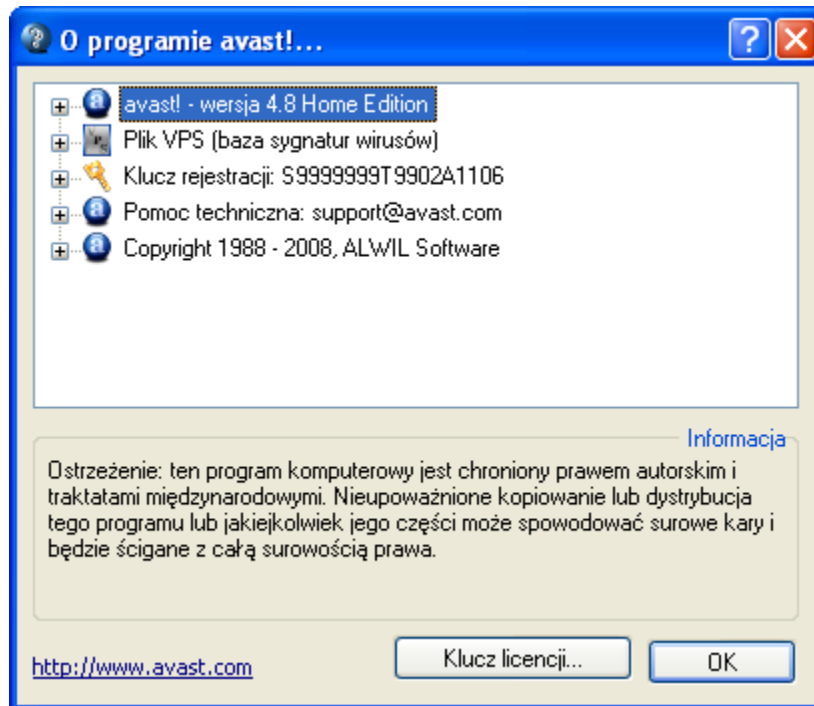 O programie avast!...
avast! - wersja 4.8 Home Edition
Plik VPS (baza sygnatur wirusów)
Klucz rejestracji: S9999999T9902A1106
Pomoc techniczna: support@avast.com
Copyright 1988 - 2008, ALWIL Software
Informacja
Ostrzeżenie: ten program komputerowy jest chroniony prawem autorskim i
traktatami międzynarodowymi. Nieupoważnione kopiowanie lub dystrybucja
tego programu lub jakiejkolwiek jego części może spowodować surowe kary i
będzie ścigane z całą surowością prawa.
http://www.avast.com
Klucz licencji...
OK